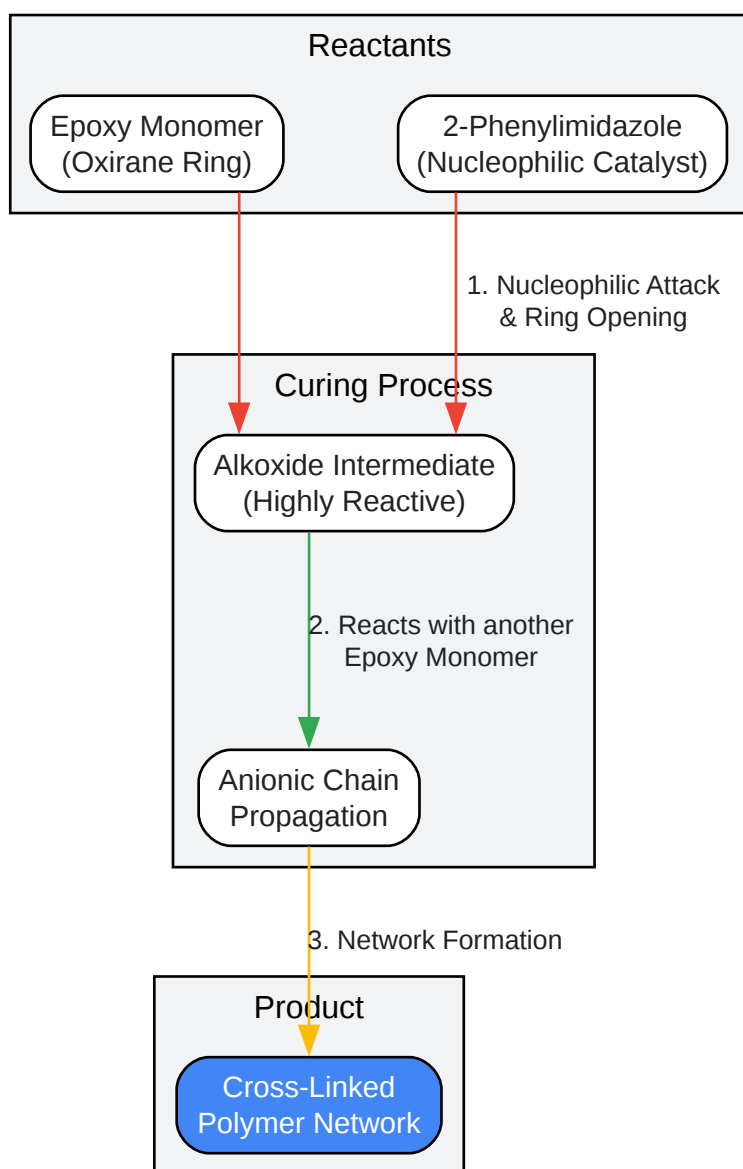 Reactants
Epoxy Monomer
(Oxirane Ring)
2-Phenylimidazole
(Nucleophilic Catalyst)
1. Nucleophilic Attack
& Ring Opening
Curing Process
Alkoxide Intermediate
(Highly Reactive)
2. Reacts with another
Epoxy Monomer
Anionic Chain
Propagation
3. Network Formation
Product
Cross-Linked
Polymer Network